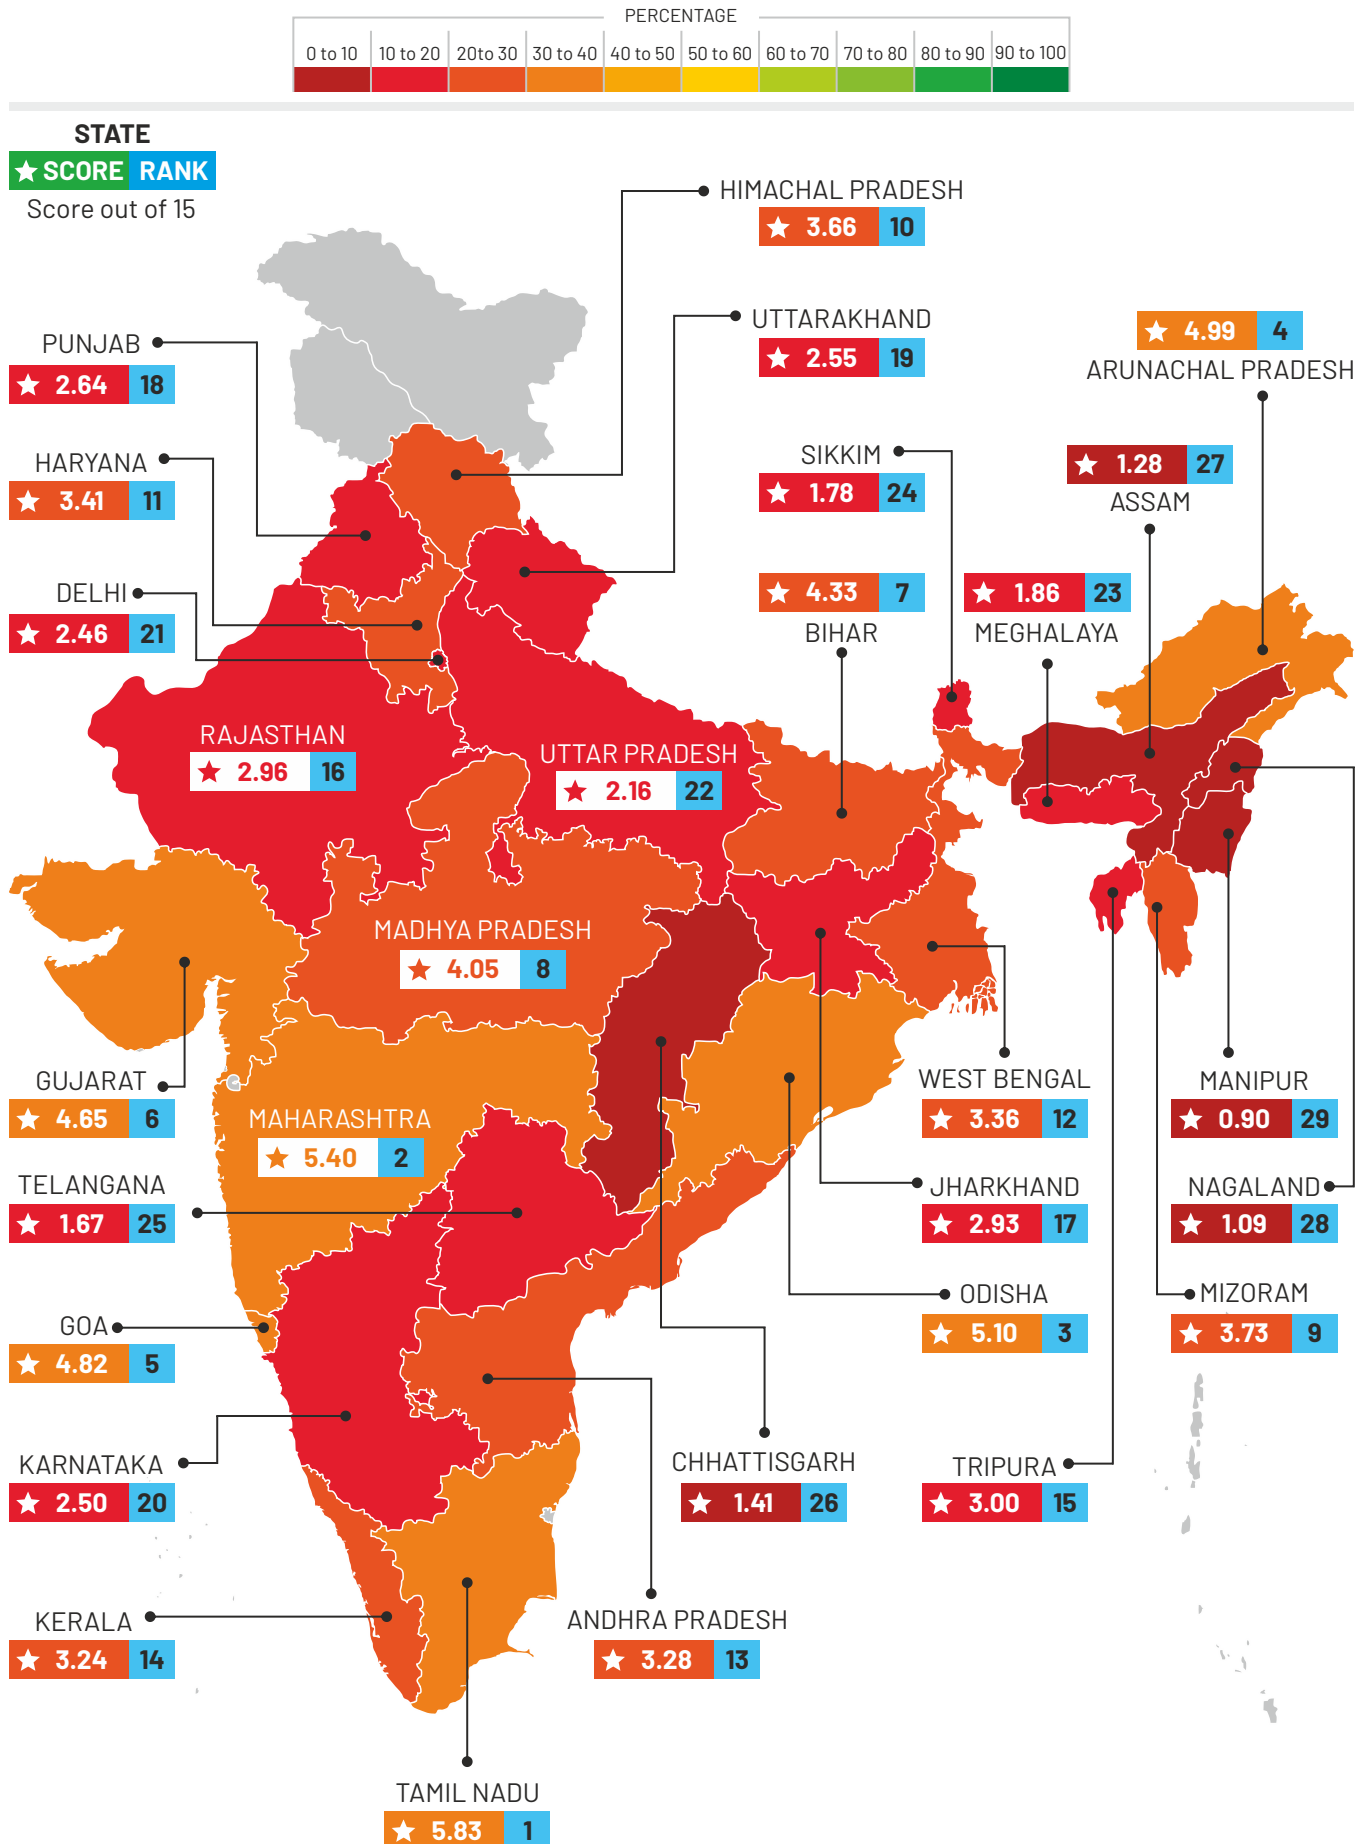 PERCENTAGE
0 to 10 10 to 20 20to 30 30 to 40 40 to 50 50 to 60 60 to 70 70 to 80 80 to 90 90 to 100
STATE
SCORE RANK
Score out of 15
HIMACHAL PRADESH
3.66 10
UTTARAKHAND
2.55 19
4.99 4
ARUNACHAL PRADESH
PUNJAB
2.64 18
SIKKIM
1.78 24
1.28 27
ASSAM
HARYANA
3.41 11
4.33 7
BIHAR
1.86 23
MEGHALAYA
DELHI
2.46 21
RAJASTHAN
2.96 16
UTTAR PRADESH
2.16 22
MADHYA PRADESH
4.05 8
GUJARAT
4.65 6
WEST BENGAL
3.36 12
MANIPUR
0.90 29
MAHARASHTRA
5.40 2
TELANGANA
1.67 25
JHARKHAND
2.93 17
NAGALAND
1.09 28
ODISHA
5.10 3
MIZORAM
3.73 9
GOA
4.82 5
KARNATAKA
2.50 20
CHHATTISGARH
1.41 26
TRIPURA
3.00 15
KERALA
3.24 14
ANDHRA PRADESH
3.28 13
TAMIL NADU
5.83 1